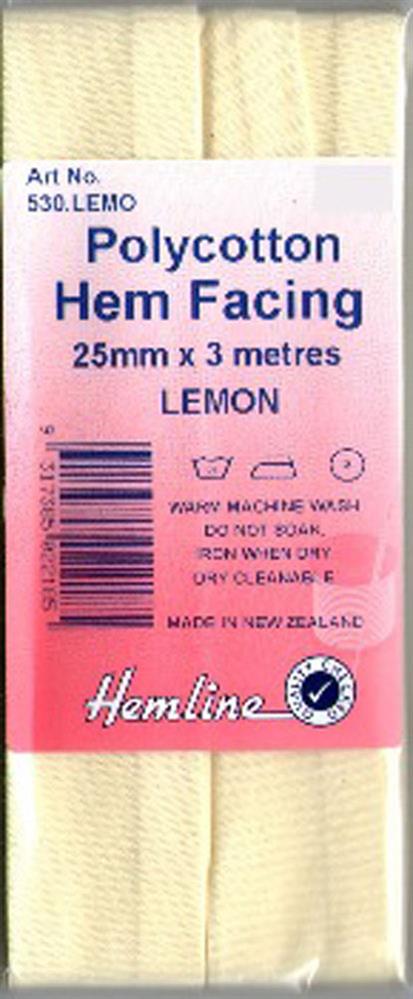 Art No.
530.LEMO
Polycotton
Hem Facing
25mm x 3 metres
LEMON
WARM MACHINE WASH
DO NOT SOAK.
IRON WHEN DRY
DRY CLEANABLE
MADE IN NEW ZEALAND
Hemline